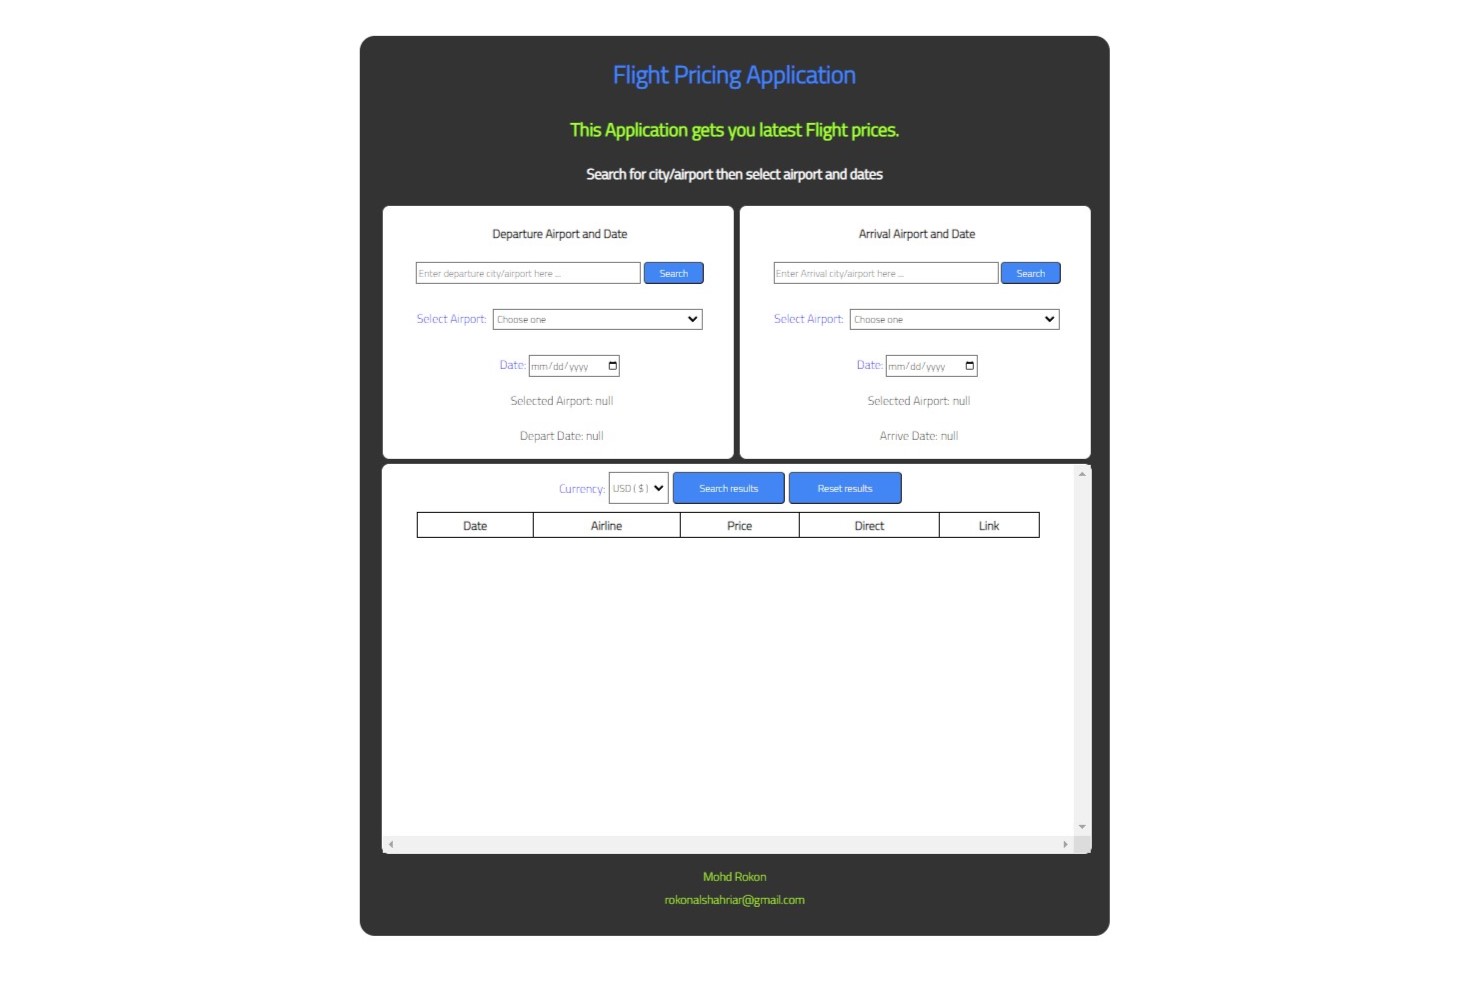 Flight Pricing Application
This Application gets you latest Flight prices.
Search for city/airport then select airport and dates
Departure Airport and Date
Enter departure city/airport here ...
Search
Select Airport:
Choose one
Date:
mm/dd/yyyy
Selected Airport: null
Depart Date: null
Arrival Airport and Date
Enter Arrival city/airport here ...
Search
Select Airport:
Choose one
Date:
mm/dd/yyyy
Selected Airport: null
Arrive Date: null
Currency:
USD ( $ )
Search results
Reset results
Date Airline Price Direct Link
Mohd Rokon
rokonalshahriar@gmail.com